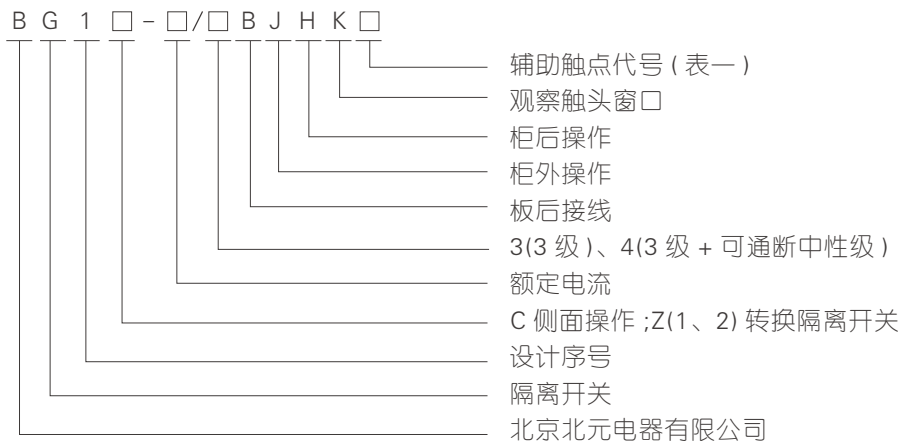 BG1□-□/□BJHK□
辅助触点代号(表一)
观察触头窗口
柜后操作
柜外操作
板后接线
3(3级)、4(3级+可通断中性级)
额定电流
C侧面操作;Z(1、2)转换隔离开关
设计序号
隔离开关
北京北元电器有限公司